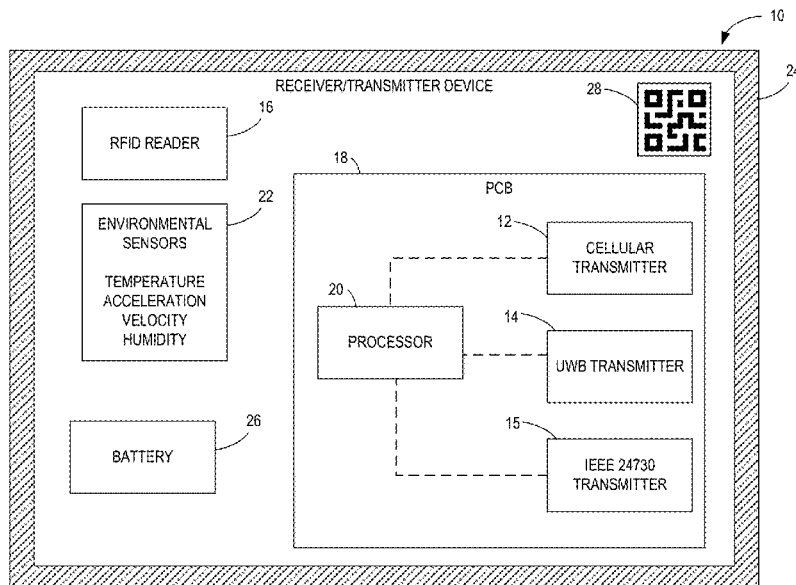 10
24
RECEIVER/TRANSMITTER DEVICE
28
16
RFID READER
18
PCB
22
ENVIRONMENTAL
SENSORS
TEMPERATURE
ACCELERATION
VELOCITY
HUMIDITY
12
CELLULAR
TRANSMITTER
20
PROCESSOR
14
UWB TRANSMITTER
26
BATTERY
15
IEEE 24730
TRANSMITTER